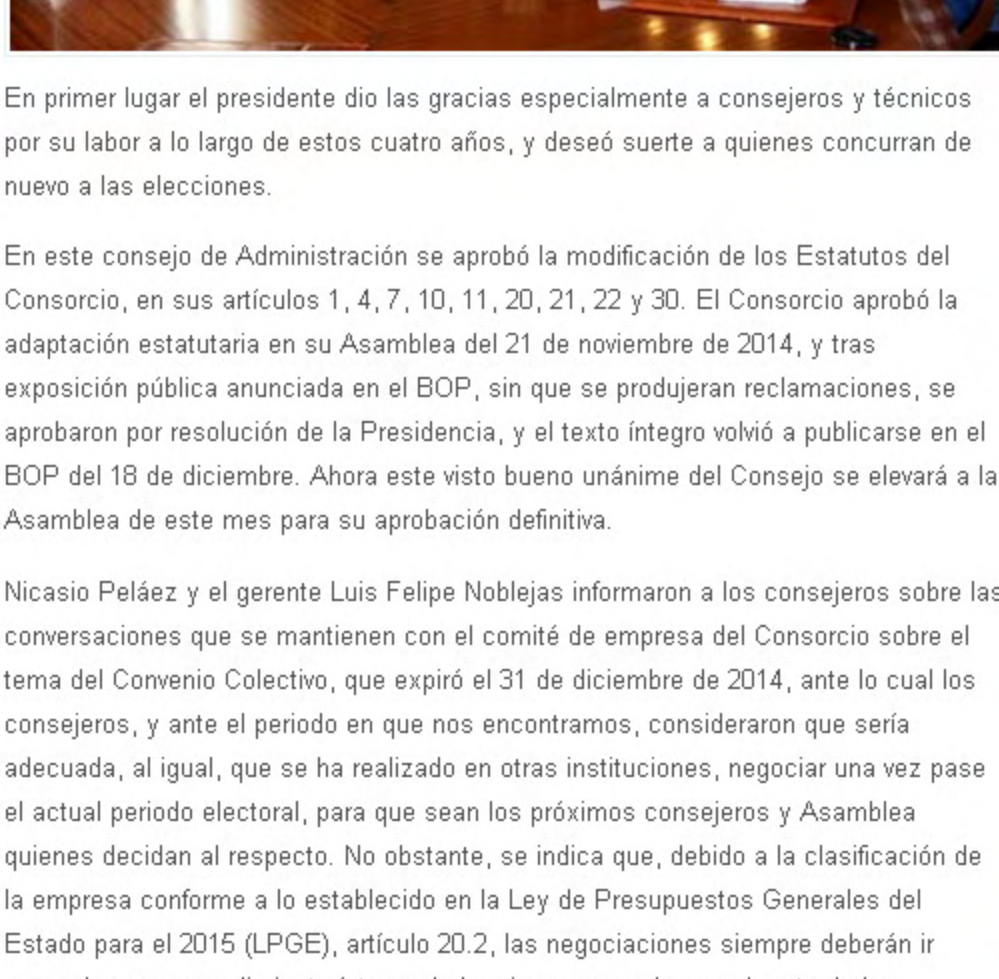 En primer lugar el presidente dio las gracias especialmente a consejeros y técnicos
por su labor a lo largo de estos cuatro años, y deseó suerte a quienes concurran de
nuevo a las elecciones.
En este consejo de Administración se aprobó la modificación de los Estatutos del
Consorcio, en sus artículos 1, 4, 7, 10, 11, 20, 21, 22 y 30. El Consorcio aprobó la
adaptación estatutaria en su Asamblea del 21 de noviembre de 2014, y tras
exposición pública anunciada en el BOP, sin que se produjeran reclamaciones, se
aprobaron por resolución de la Presidencia, y el texto íntegro volvió a publicarse en el
BOP del 18 de diciembre. Ahora este visto bueno unánime del Consejo se elevará a la
Asamblea de este mes para su aprobación definitiva.
Nicasio Peláez y el gerente Luis Felipe Noblejas informaron a los consejeros sobre las
conversaciones que se mantienen con el comité de empresa del Consorcio sobre el
tema del Convenio Colectivo, que expiró el 31 de diciembre de 2014, ante lo cual los
consejeros, y ante el periodo en que nos encontramos, consideraron que sería
adecuada, al igual, que se ha realizado en otras instituciones, negociar una vez pase
el actual periodo electoral, para que sean los próximos consejeros y Asamblea
quienes decidan al respecto. No obstante, se indica que, debido a la clasificación de
la empresa conforme a lo establecido en la Ley de Presupuestos Generales del
Estado para el 2015 (LPGE), artículo 20.2, las negociaciones siempre deberán ir